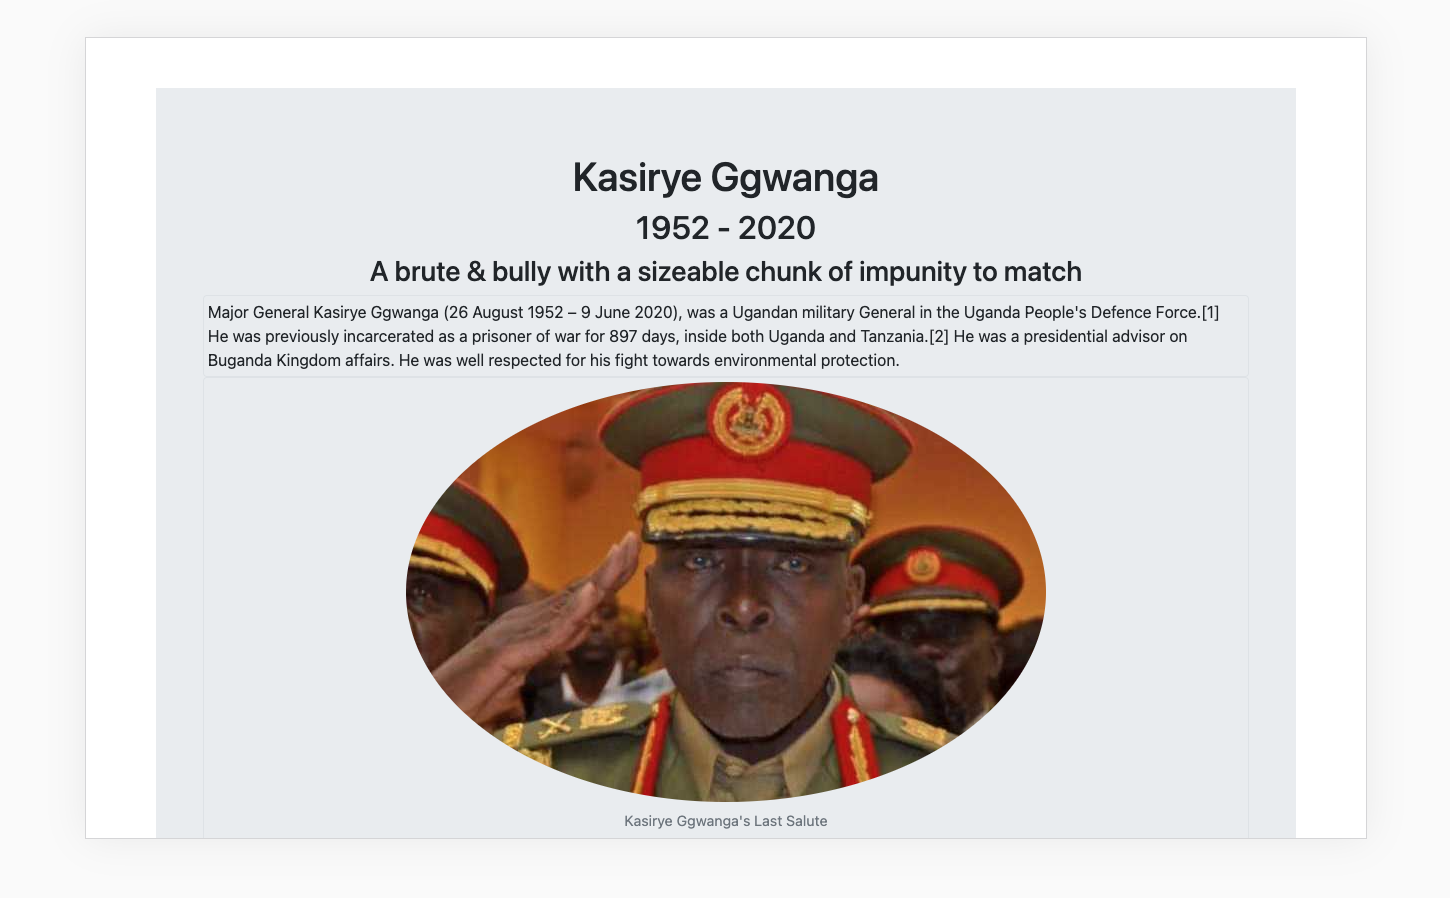 Kasirye Ggwanga
1952 - 2020
A brute & bully with a sizeable chunk of impunity to match
Major General Kasirye Ggwanga (26 August 1952 – 9 June 2020), was a Ugandan military General in the Uganda People's Defence Force.[1]
He was previously incarcerated as a prisoner of war for 897 days, inside both Uganda and Tanzania.[2] He was a presidential advisor on
Buganda Kingdom affairs. He was well respected for his fight towards environmental protection.
Kasirye Ggwanga's Last Salute